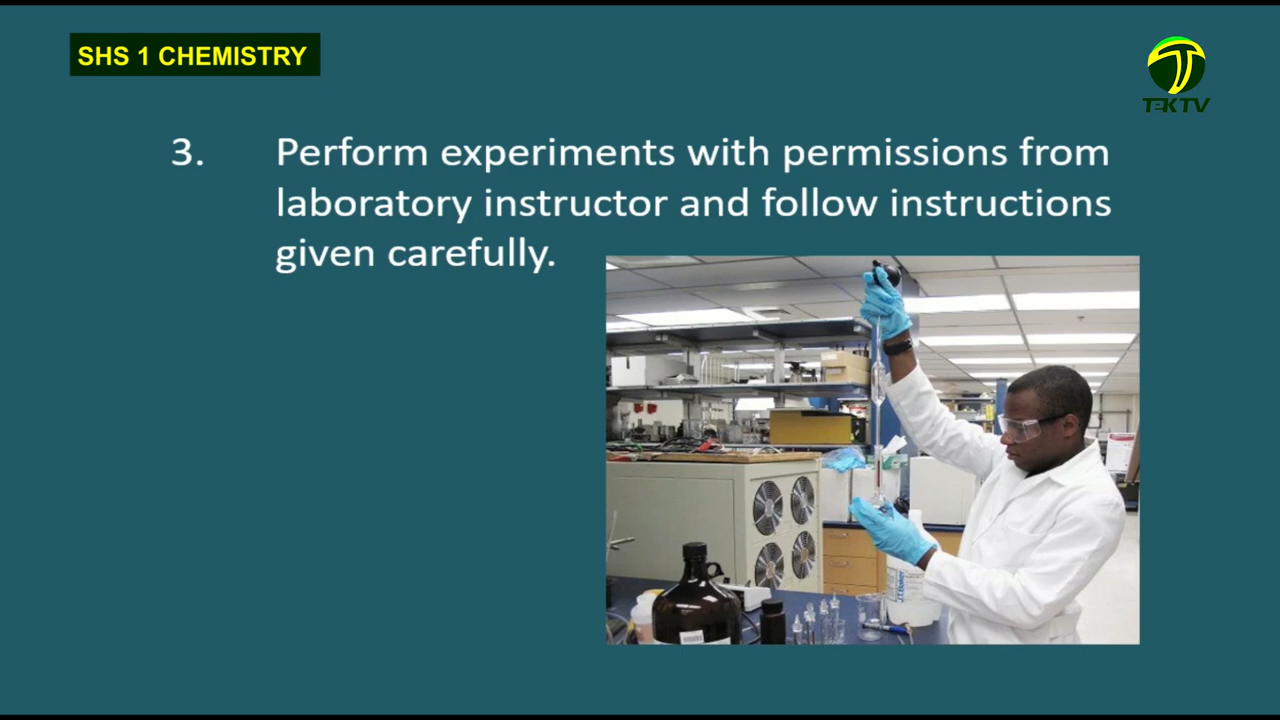 SHS 1 CHEMISTRY
TEKTV
3. Perform experiments with permissions from
laboratory instructor and follow instructions
given carefully.